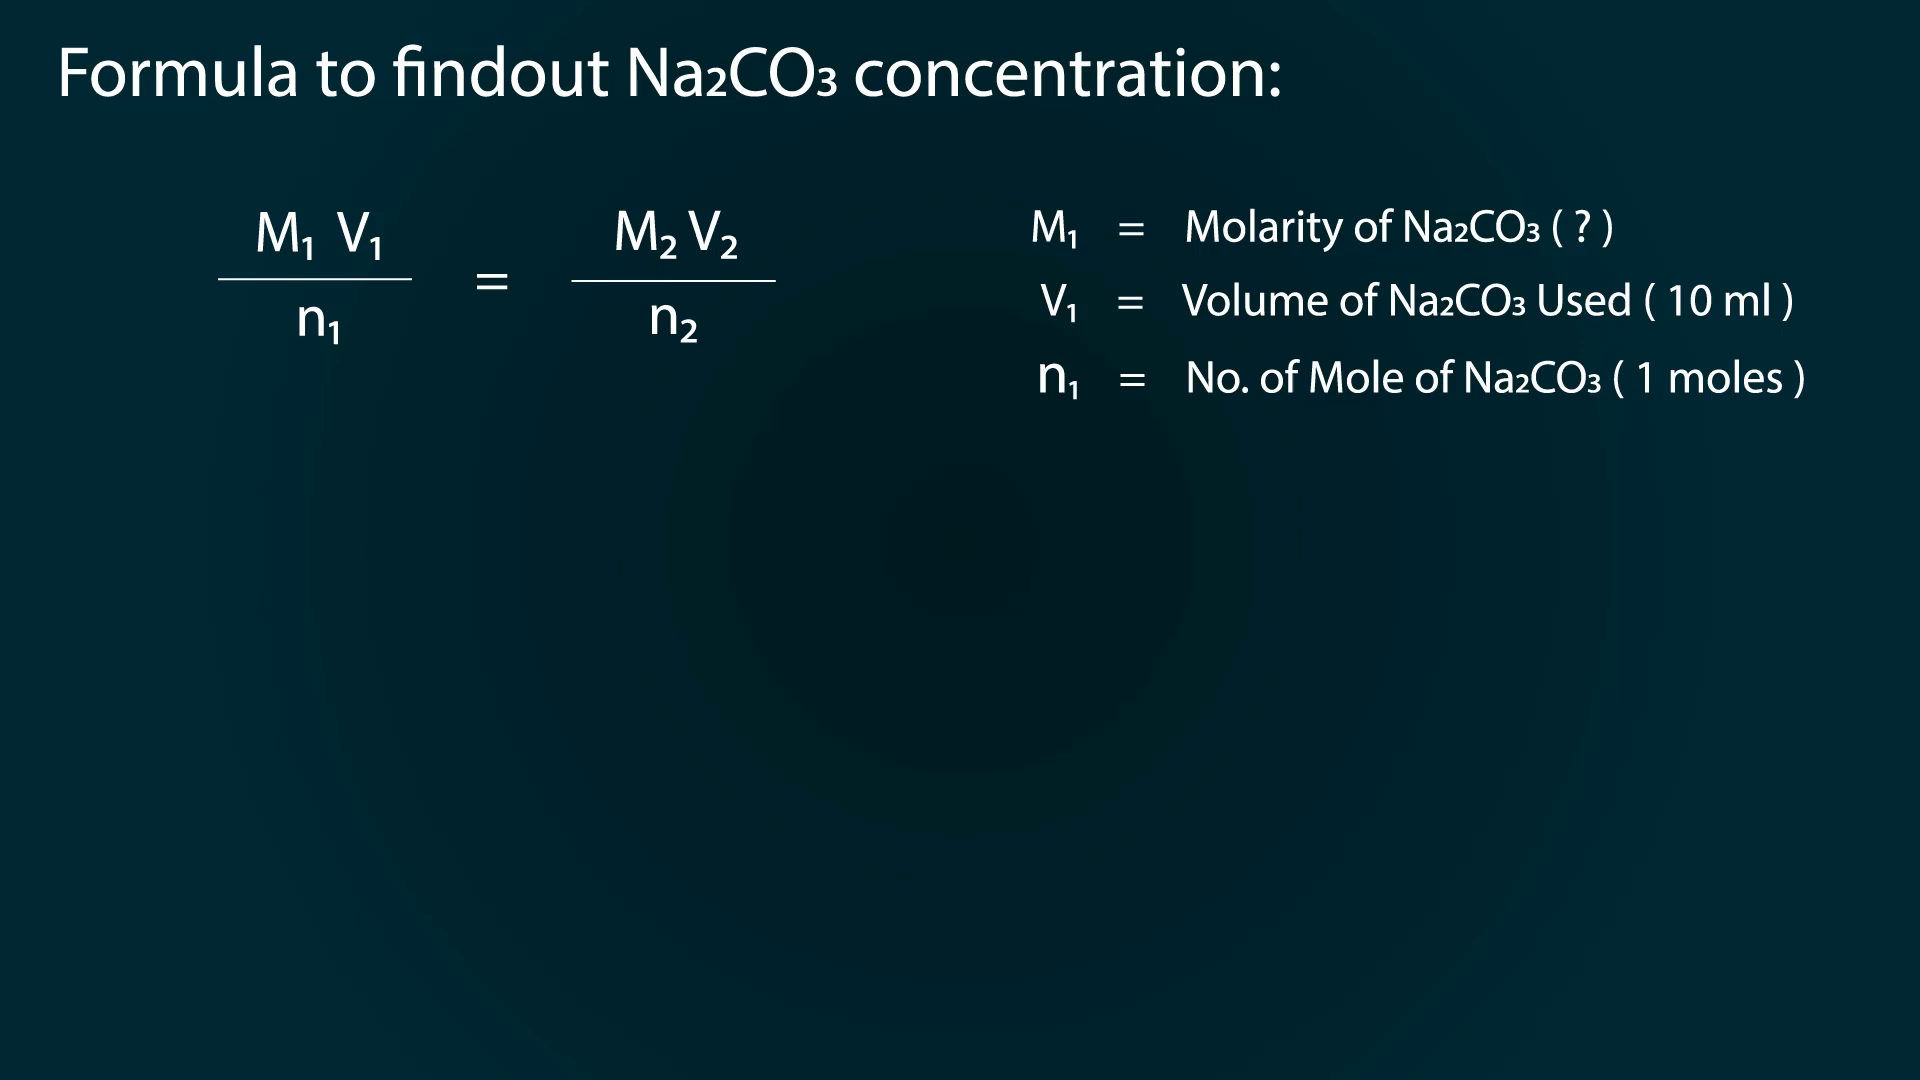 Formula to findout Na₂CO₃ concentration:
M₁ V₁ / n₁ = M₂ V₂ / n₂
M₁ = Molarity of Na₂CO₃ ( ? )
V₁ = Volume of Na₂CO₃ Used ( 10 ml )
n₁ = No. of Mole of Na₂CO₃ ( 1 moles )